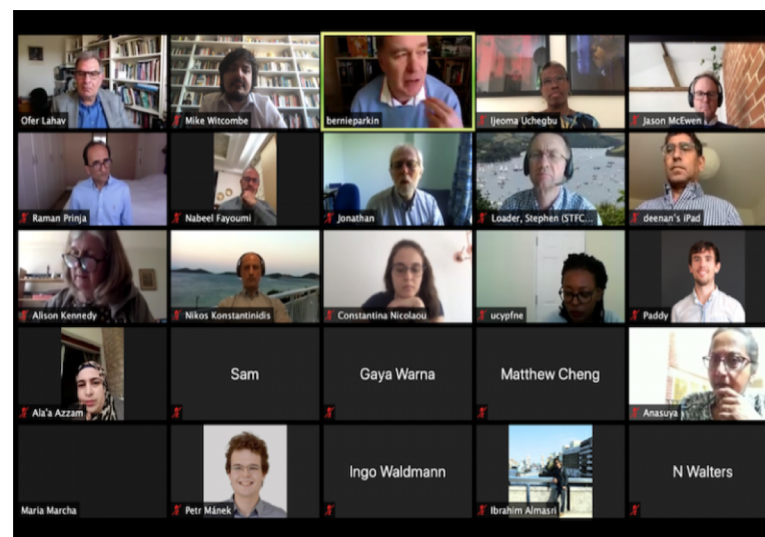 Ofer Lahav
Mike Witcombe
bernieparkin
Ijeoma Uchegbu
Jason McEwen
Raman Prinja
Nabeel Fayoumi
Jonathan
Loader, Stephen (STFC...
deenan's iPad
Alison Kennedy
Nikos Konstantinidis
Constantina Nicolaou
ucypfne
Paddy
Ala'a Azzam
Sam
Gaya Warna
Matthew Cheng
Anasuya
Maria Marcha
Petr Mánek
Ingo Waldmann
Ibrahim Almasri
N Walters